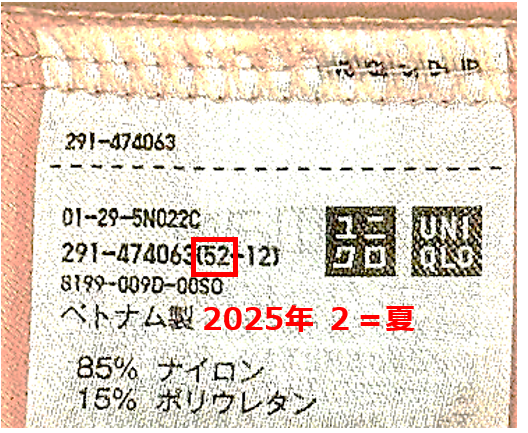 291-474063
01-29-5N022C
ユニ
クロ
UNI
QLO
291-474063(52-12)
8199-009D-00S0
ベトナム製
2025年 2=夏
85% ナイロン
15% ポリウレタン